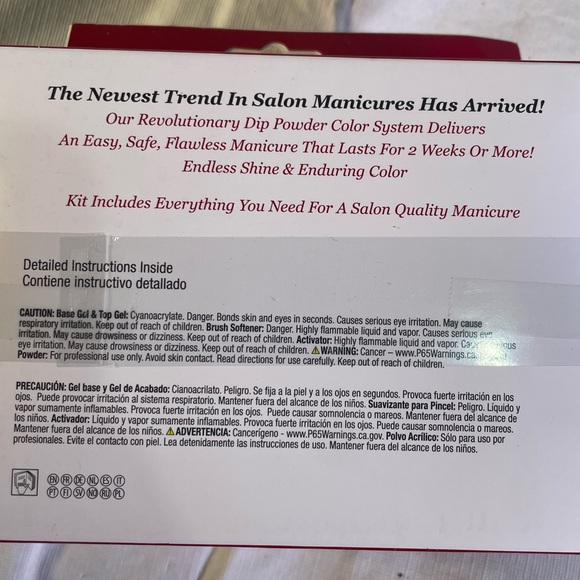 The Newest Trend In Salon Manicures Has Arrived!
Our Revolutionary Dip Powder Color System Delivers
An Easy, Safe, Flawless Manicure That Lasts For 2 Weeks Or More!
Endless Shine & Enduring Color
Kit Includes Everything You Need For A Salon Quality Manicure
Detailed Instructions Inside
Contiene instructivo detallado
CAUTION: Base Gel & Top Gel: Cyanoacrylate. Danger. Bonds skin and eyes in seconds. Causes serious eye irritation. May cause
respiratory irritation. Keep out of reach of children. Brush Softener: Danger. Highly flammable liquid and vapor. Causes serious eye
irritation. May cause drowsiness or dizziness. Keep out of reach of children. Activator: Highly flammable liquid and vapor.
eye irritation. May cause drowsiness or dizziness. Keep out of reach of children. ⚠WARNING: Cancer – www.P65Warnings.ca.
Powder: For professional use only. Avoid skin contact. Read directions for use carefully. Keep out of reach of children.
PRECAUCIÓN: Gel base y Gel de Acabado: Cianoacrilato. Peligro. Se fija a la piel y a los ojos en segundos. Provoca fuerte irritación en los
ojos. Puede provocar irritación al sistema respiratorio. Mantener fuera del alcance de los niños. Suavizante para Pincel: Peligro. Líquido y
vapor sumamente inflamables. Provoca fuerte irritación en los ojos. Puede causar somnolencia o mareos. Mantener fuera del alcance de
los niños. Activador: Líquido y vapor sumamente inflamables. Provoca fuerte irritación en los ojos. Puede causar somnolencia o mareos.
Mantener fuera del alcance de los niños. ⚠ADVERTENCIA: Cancerígeno - www.P65Warnings.ca.gov. Polvo Acrílico: Sólo para uso por
profesionales. Evite el contacto con piel. Lea detenidamente las instrucciones de uso. Mantener fuera del alcance de los niños.
EN FR DE NL ES IT
PT FI SV NO RU PL